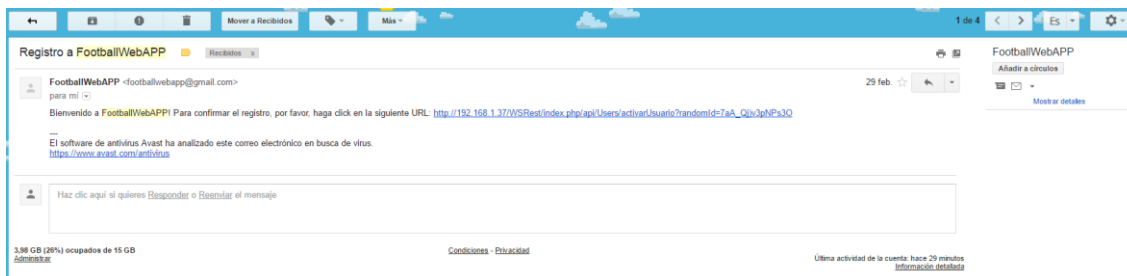 Mover a Recibidos
Más
1 de 4
Es
Registro a FootballWebAPP
Recibidos x
FootballWebAPP
Añadir a círculos
FootballWebAPP <footballwebapp@gmail.com>
29 feb.
para mí
Mostrar detalles
Bienvenido a FootballWebAPP! Para confirmar el registro, por favor, haga click en la siguiente URL: http://192.168.1.37/WSRest/index.php/api/Users/activarUsuario?randomId=7aA_Qjjv3pNPs3O
---
El software de antivirus Avast ha analizado este correo electrónico en busca de virus.
https://www.avast.com/antivirus
Haz clic aquí si quieres Responder o Reenviar el mensaje
3,98 GB (26%) ocupados de 15 GB
Administrar
Condiciones - Privacidad
Última actividad de la cuenta: hace 29 minutos
Información detallada